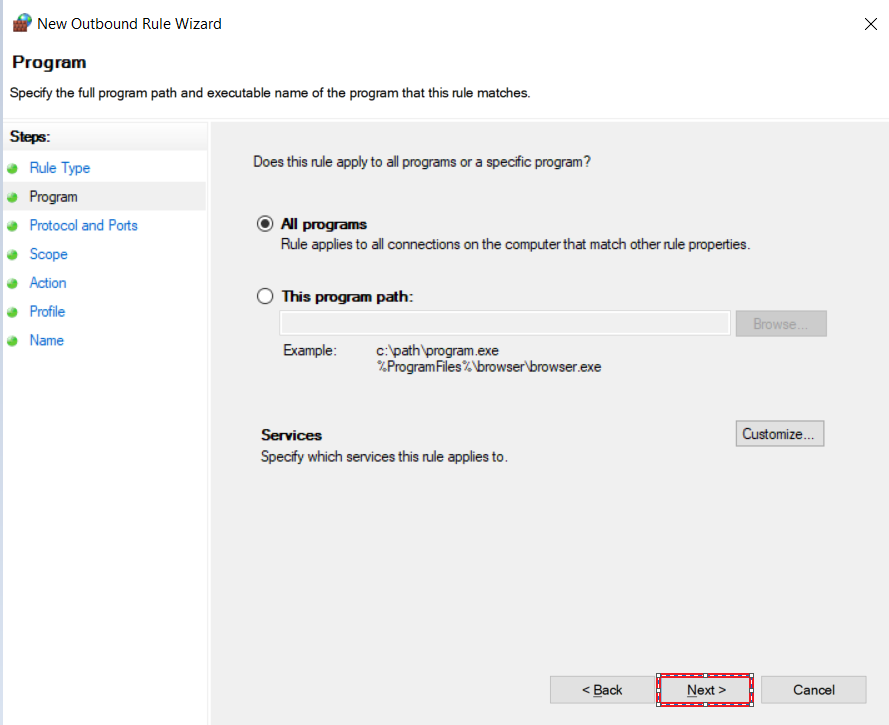 New Outbound Rule Wizard
Program
Specify the full program path and executable name of the program that this rule matches.
Steps:
Rule Type
Program
Protocol and Ports
Scope
Action
Profile
Name
Does this rule apply to all programs or a specific program?
All programs
Rule applies to all connections on the computer that match other rule properties.
This program path:
Browse...
Example: c:\path\program.exe
%ProgramFiles%\browser\browser.exe
Services
Customize...
Specify which services this rule applies to.
< Back Next > Cancel